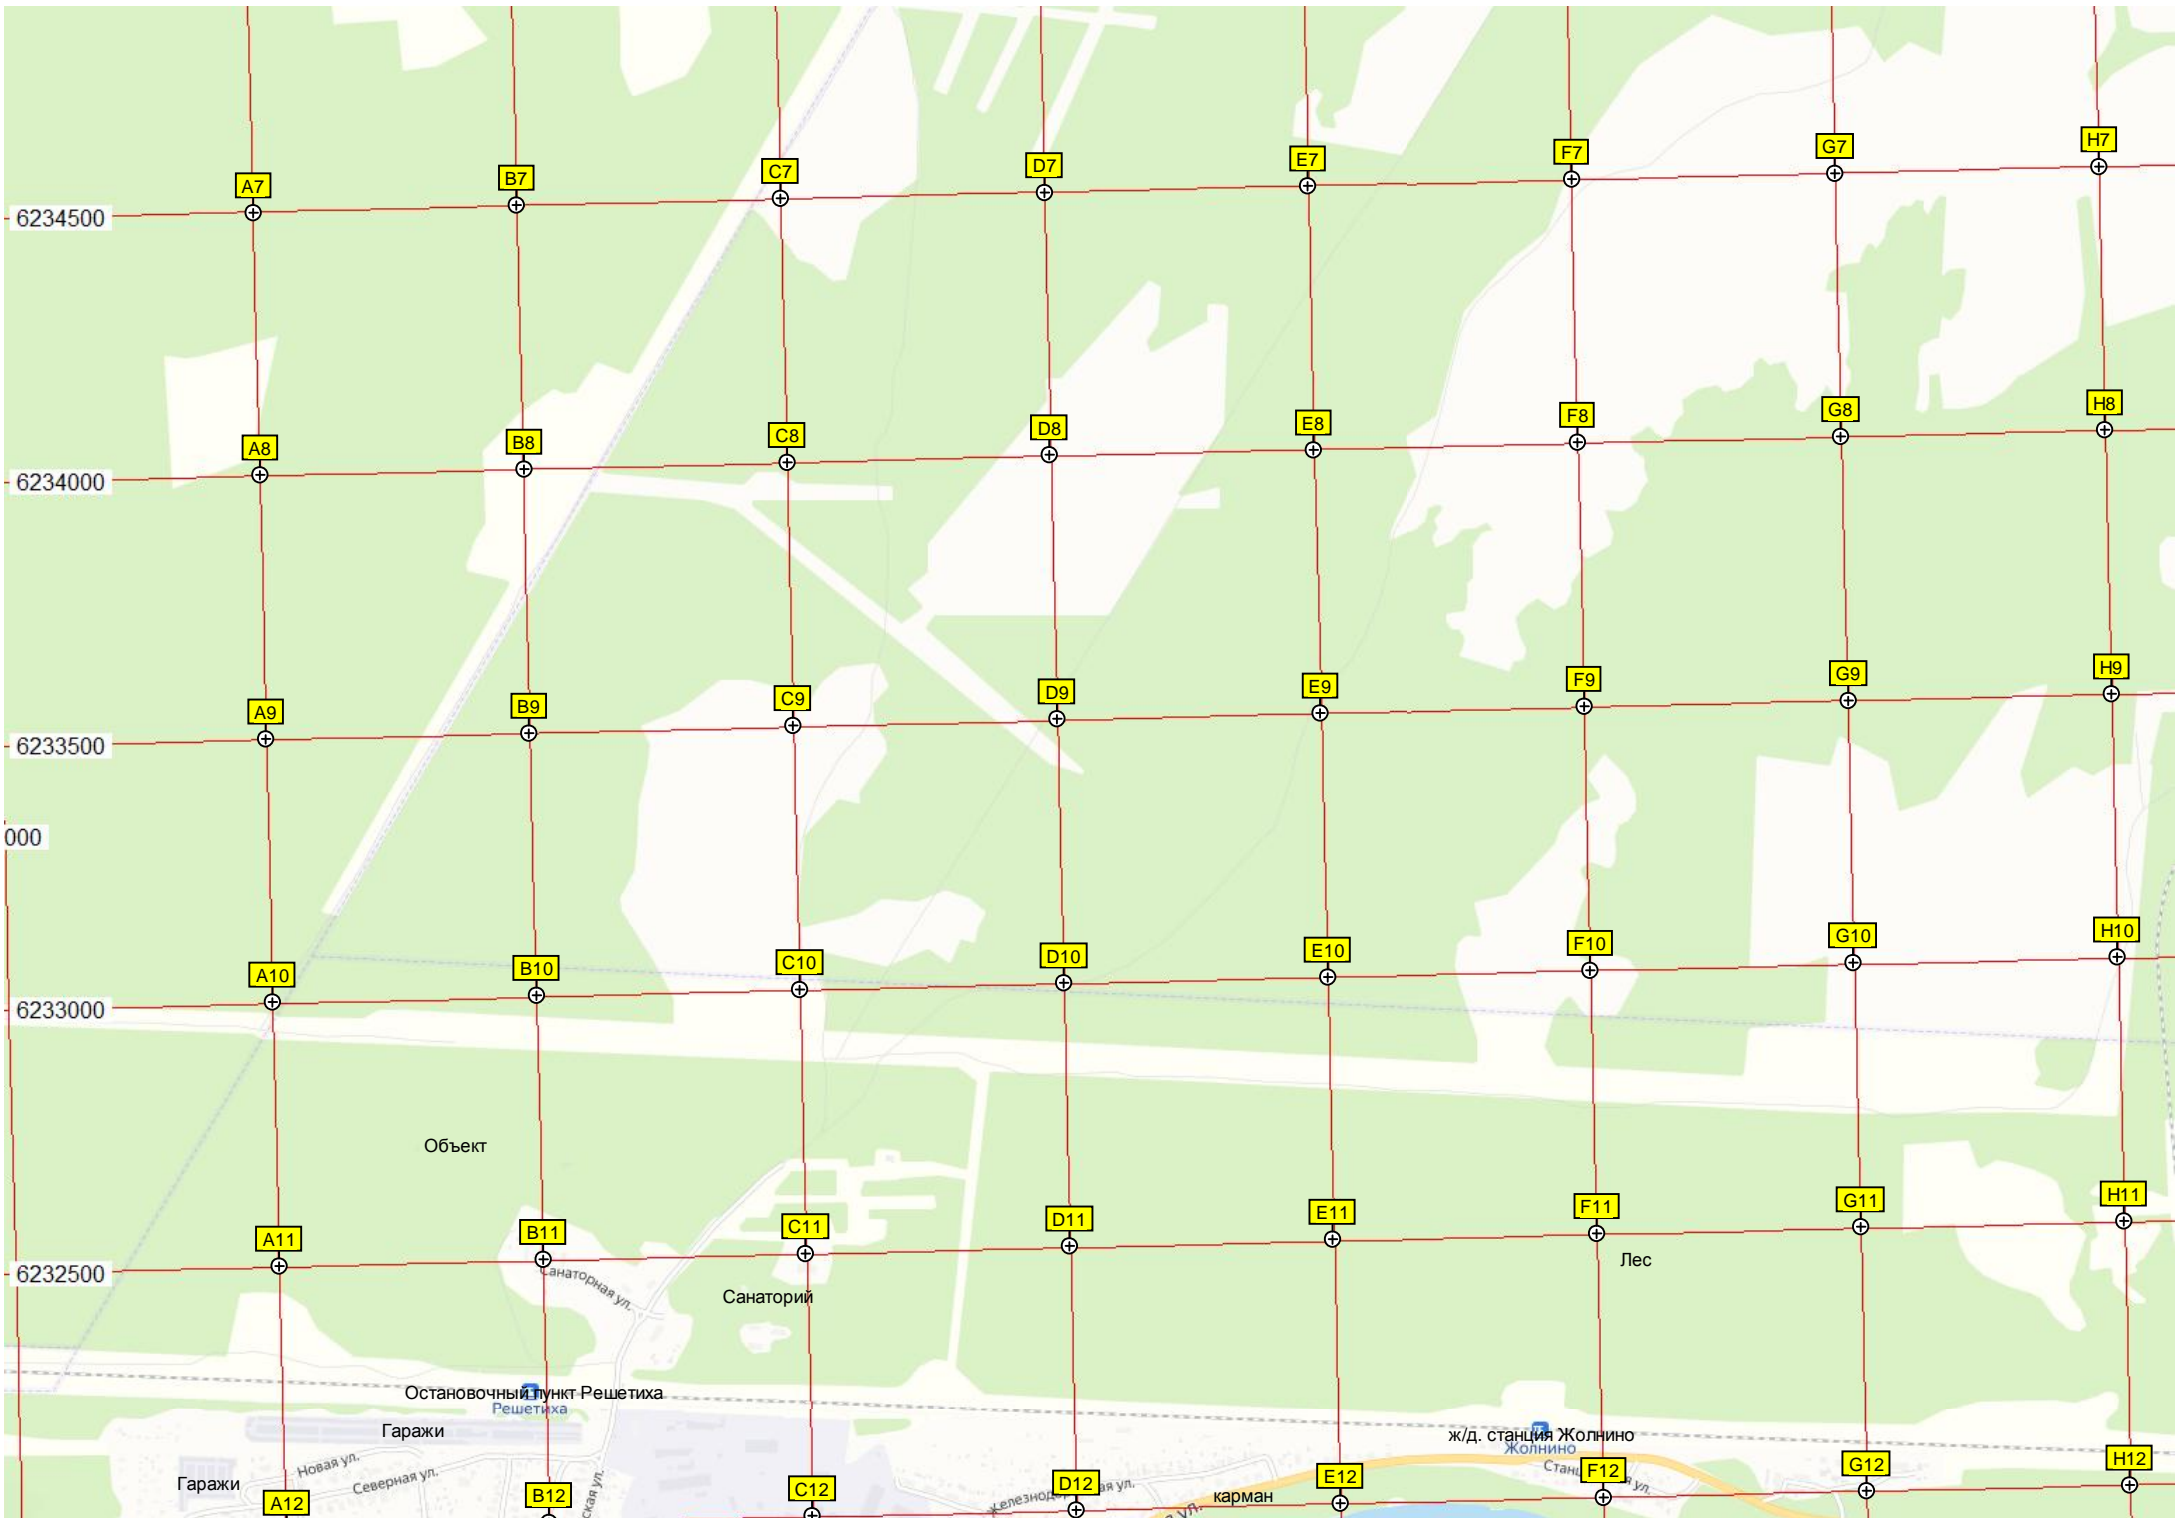 H7
G7
F7
E7
D7
C7
B7
A7
6234500
H8
G8
F8
E8
D8
C8
B8
A8
6234000
H9
G9
F9
E9
D9
C9
B9
A9
6233500
000
H10
G10
F10
E10
D10
C10
B10
A10
6233000
Объект
H11
G11
F11
E11
D11
C11
B11
A11
Лес
6232500
Санаторная ул.
Санаторий
Остановочный пункт Решетиха
Решетиха
Гаражи
ж/д. станция Жолнино
Жолнино
Новая ул.
Северная ул.
Гаражи
H12
G12
F12
E12
D12
C12
B12
A12
карман
ул.
ул.
ул.